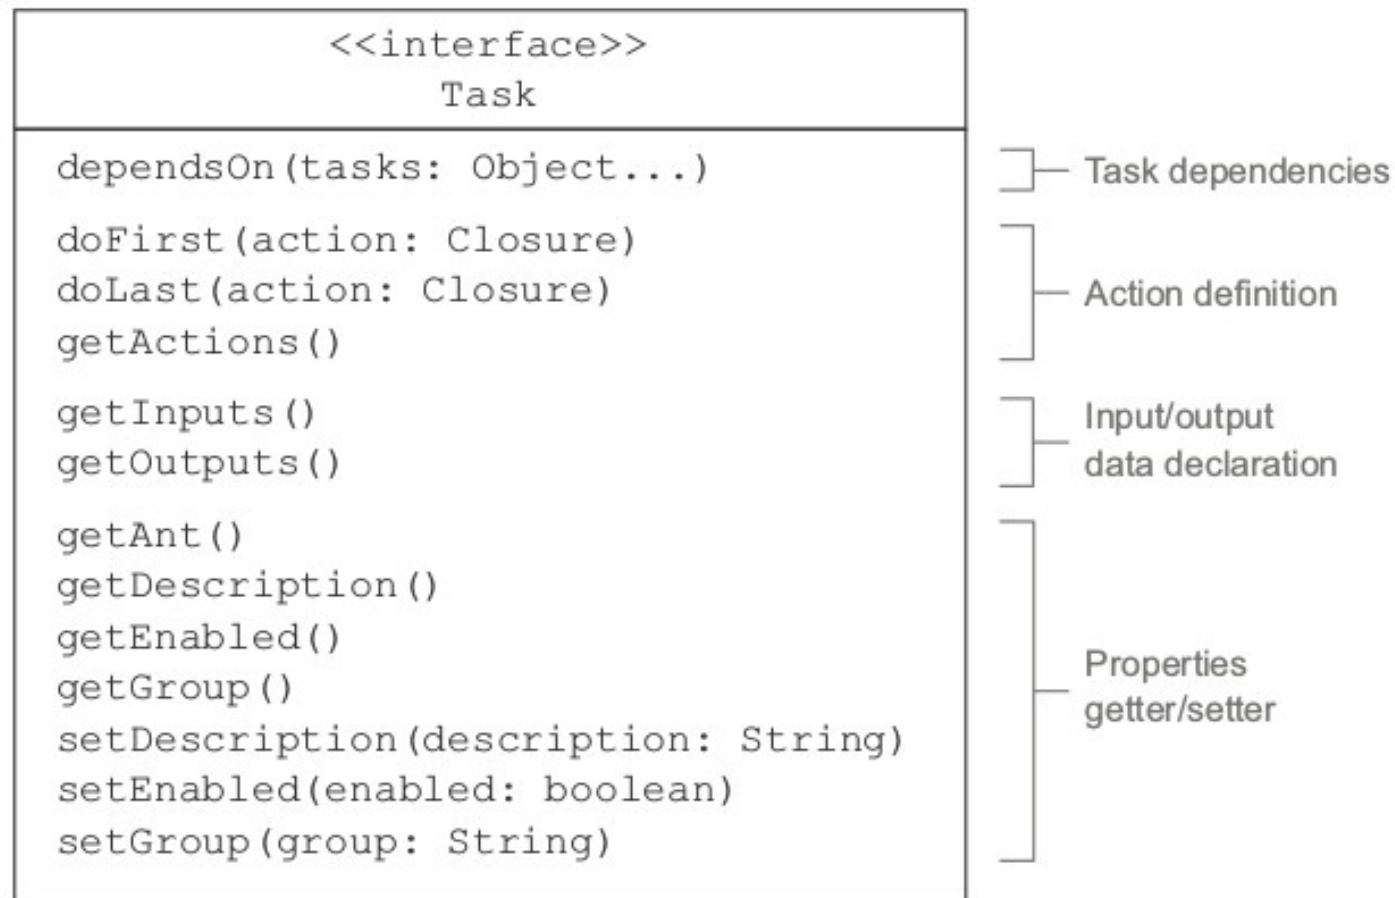 <<interface>>
Task
dependsOn(tasks: Object...)
Task dependencies
doFirst(action: Closure)
doLast(action: Closure)
getActions()
Action definition
getInputs()
getOutputs()
Input/output
data declaration
getAnt()
getDescription()
getEnabled()
getGroup()
setDescription(description: String)
setEnabled(enabled: boolean)
setGroup(group: String)
Properties
getter/setter